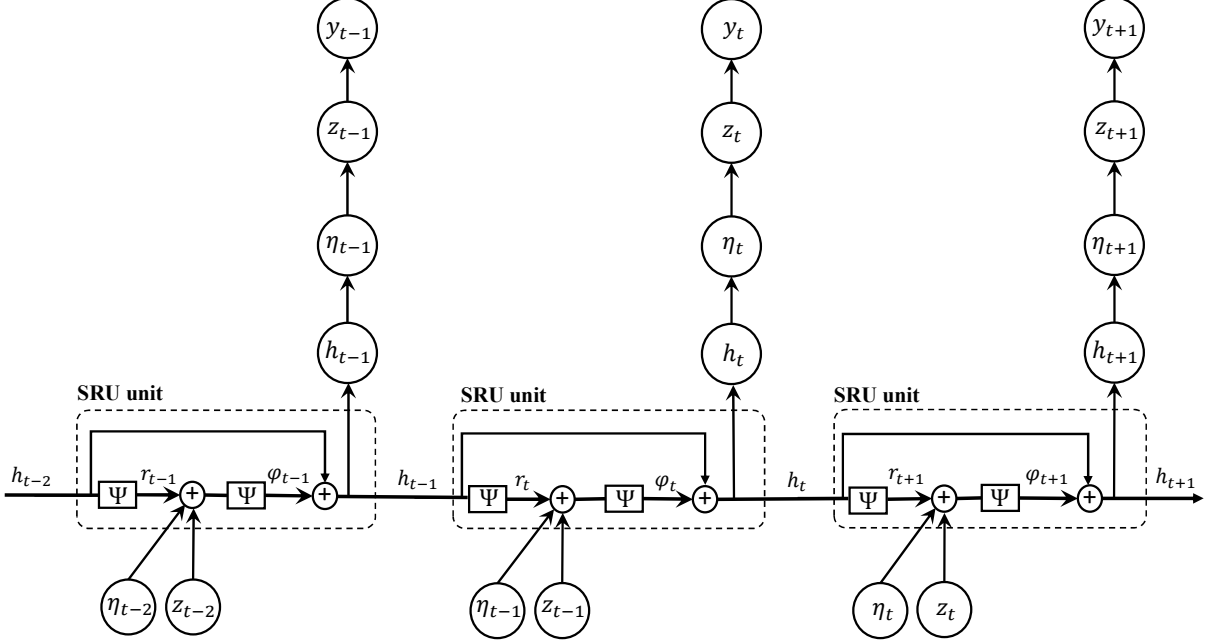 y_{t−1} y_t y_{t+1}
z_{t−1} z_t z_{t+1}
η_{t−1} η_t η_{t+1}
h_{t−1} h_t h_{t+1}
SRU unit SRU unit SRU unit
h_{t−2} Ψ r_{t−1} + Ψ φ_{t−1} + h_{t−1} Ψ r_t + Ψ φ_t + h_t Ψ r_{t+1} + Ψ φ_{t+1} + h_{t+1}
η_{t−2} z_{t−2} η_{t−1} z_{t−1} η_t z_t